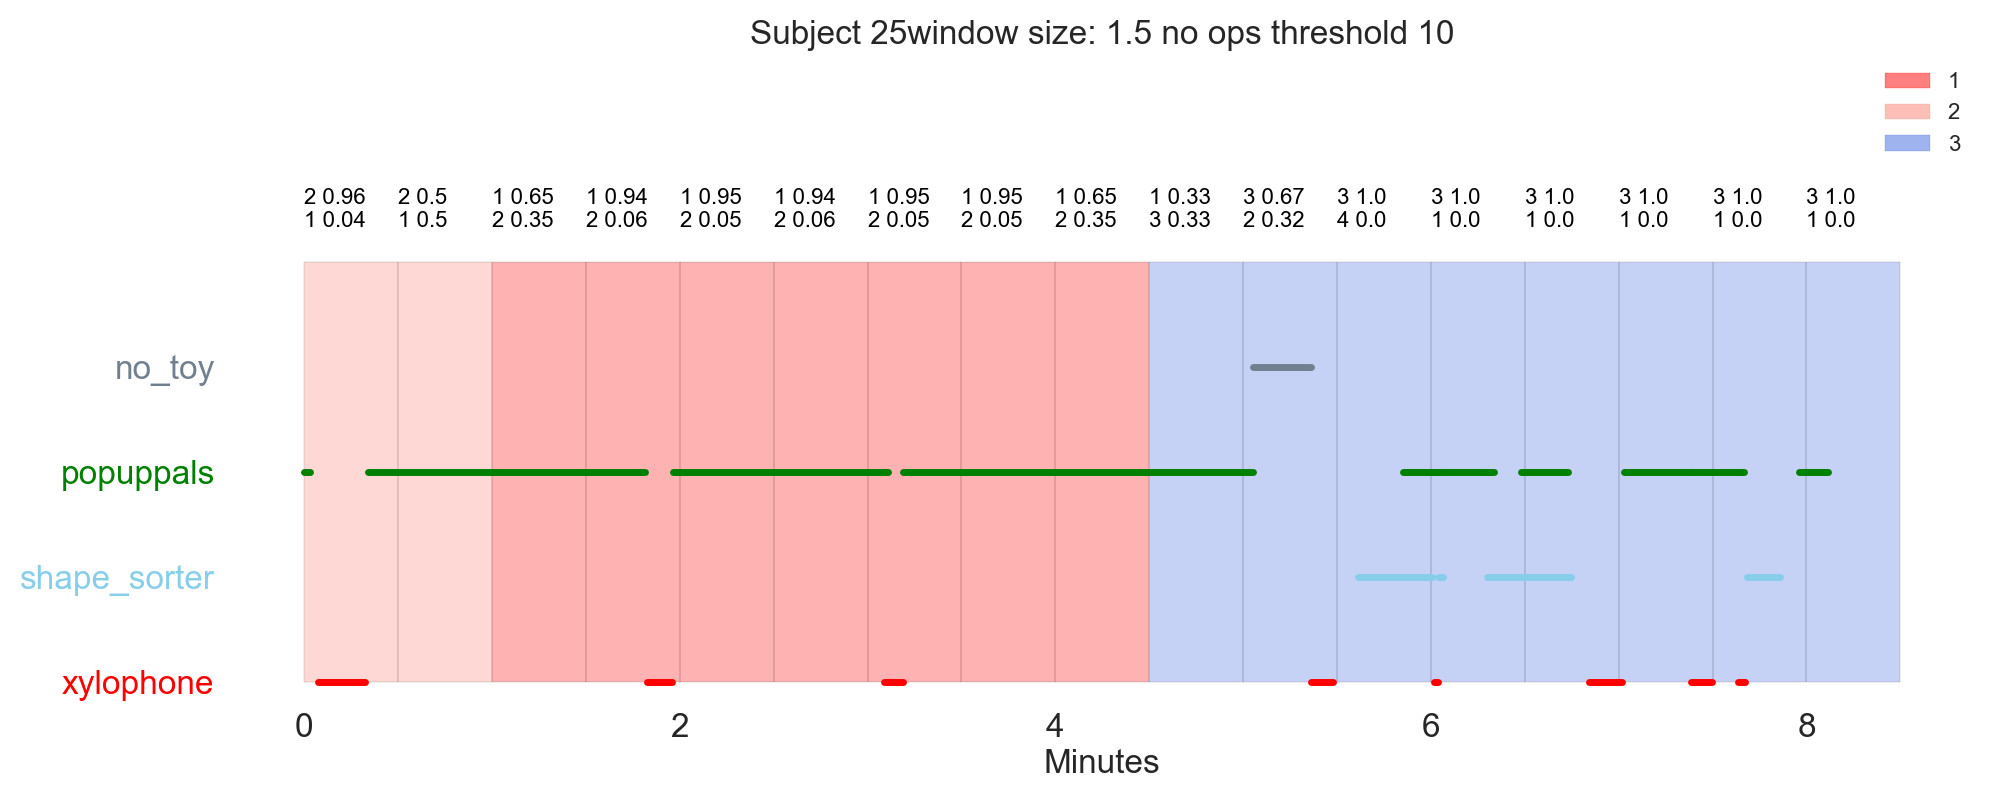 Subject 25window size: 1.5 no ops threshold 10
1
2
3
2 0.96 2 0.5 1 0.65 1 0.94 1 0.95 1 0.94 1 0.95 1 0.95 1 0.65 1 0.33 3 0.67 3 1.0 3 1.0 3 1.0 3 1.0 3 1.0 3 1.0
1 0.04 1 0.5 2 0.35 2 0.06 2 0.05 2 0.06 2 0.05 2 0.05 2 0.35 3 0.33 2 0.32 4 0.0 1 0.0 1 0.0 1 0.0 1 0.0 1 0.0
no_toy
popuppals
shape_sorter
xylophone
0 2 4 6 8
Minutes